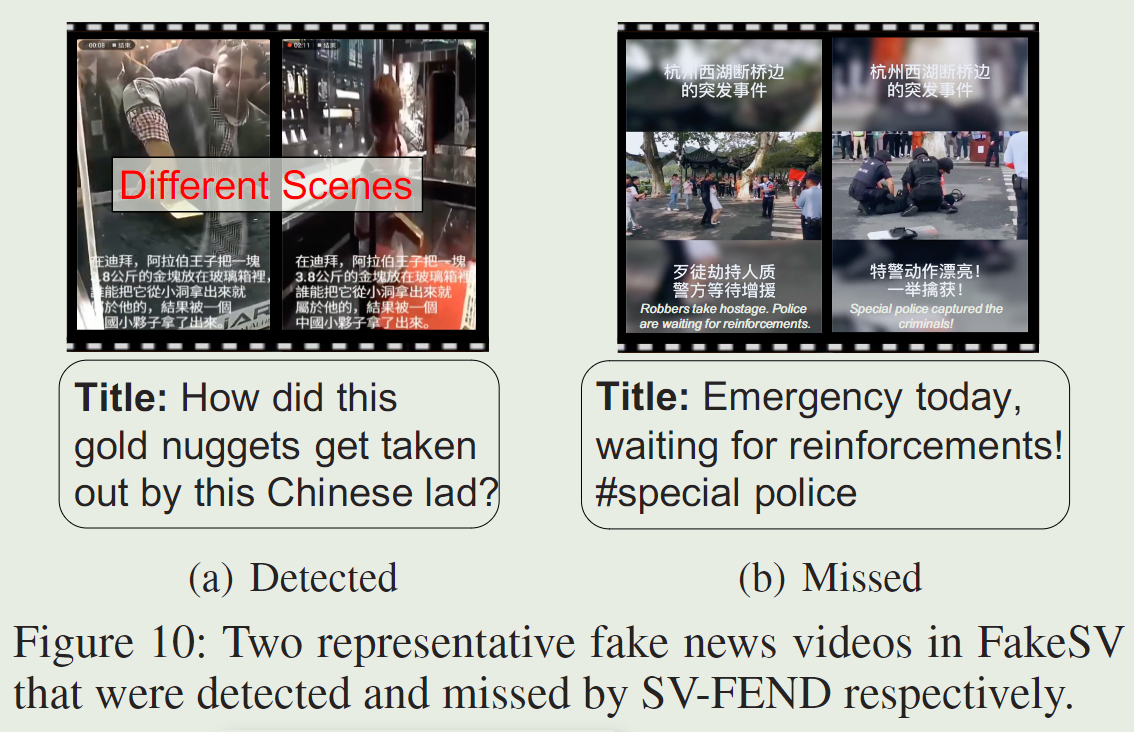 00:08 ■ 結束
02:11 ■ 結束
Different Scenes
在迪拜，阿拉伯王子把一塊
3.8公斤的金塊放在玻璃箱裡，
誰能把它從小洞拿出來就
屬於他的，結果被一個
中國小夥子拿了出來。
在迪拜，阿拉伯王子把一塊
3.8公斤的金塊放在玻璃箱裡
誰能把它從小洞拿出來就
屬於他的，結果被一個
中國小夥子拿了出來。
Title: How did this
gold nuggets get taken
out by this Chinese lad?
(a) Detected
杭州西湖断桥边
的突发事件
歹徒劫持人质
警方等待增援
Robbers take hostage. Police
are waiting for reinforcements.
杭州西湖断桥边
的突发事件
特警动作漂亮！
一举擒获！
Special police captured the
criminals!
Title: Emergency today,
waiting for reinforcements!
#special police
(b) Missed
Figure 10: Two representative fake news videos in FakeSV
that were detected and missed by SV-FEND respectively.